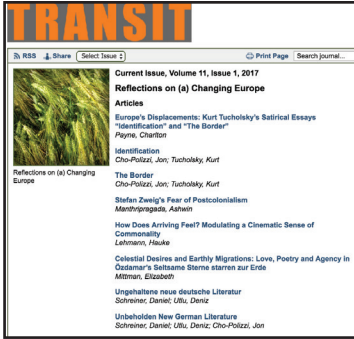 TRANSIT
RSS Share Select Issue Print Page Search journal...
Current Issue, Volume 11, Issue 1, 2017
Reflections on (a) Changing Europe
Articles
Europe's Displacements: Kurt Tucholsky's Satirical Essays
"Identification" and "The Border"
Payne, Charlton
Identification
Cho-Polizzi, Jon; Tucholsky, Kurt
Reflections on (a) Changing
Europe
The Border
Cho-Polizzi, Jon; Tucholsky, Kurt
Stefan Zweig's Fear of Postcolonialism
Manthripragada, Ashwin
How Does Arriving Feel? Modulating a Cinematic Sense of
Commonality
Lehmann, Hauke
Celestial Desires and Earthly Migrations: Love, Poetry and Agency in
Özdamar's Seltsame Sterne starren zur Erde
Mittman, Elizabeth
Ungehaltene neue deutsche Literatur
Schreiner, Daniel; Utlu, Deniz
Unbeholden New German Literature
Schreiner, Daniel; Utlu, Deniz; Cho-Polizzi, Jon